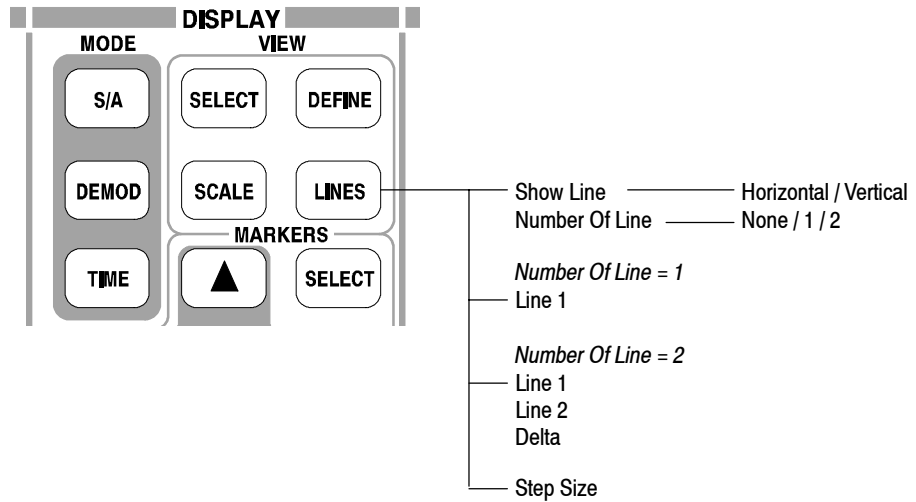 DISPLAY
MODE
VIEW
S/A
SELECT
DEFINE
DEMOD
SCALE
LINES
MARKERS
TIME
SELECT
Show Line
Horizontal / Vertical
Number Of Line
None / 1 / 2
Number Of Line = 1
Line 1
Number Of Line = 2
Line 1
Line 2
Delta
Step Size